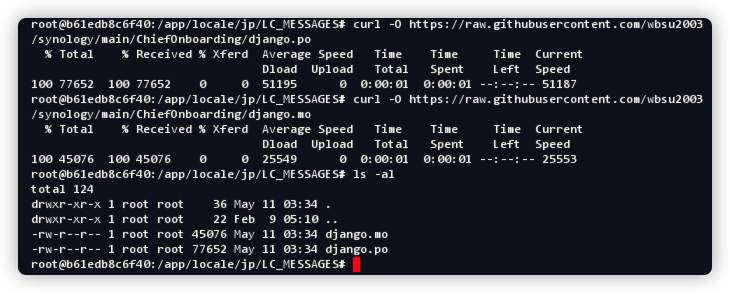 root@b61edb8c6f40:/app/locale/jp/LC_MESSAGES# curl -O https://raw.githubusercontent.com/wbsu2003
/synology/main/ChiefOnboarding/django.po
  % Total    % Received % Xferd  Average Speed   Time    Time     Time  Current
                                 Dload  Upload   Total   Spent    Left  Speed
100 77652  100 77652    0     0  51195      0  0:00:01  0:00:01 --:--:-- 51187
root@b61edb8c6f40:/app/locale/jp/LC_MESSAGES# curl -O https://raw.githubusercontent.com/wbsu2003
/synology/main/ChiefOnboarding/django.mo
  % Total    % Received % Xferd  Average Speed   Time    Time     Time  Current
                                 Dload  Upload   Total   Spent    Left  Speed
100 45076  100 45076    0     0  25549      0  0:00:01  0:00:01 --:--:-- 25553
root@b61edb8c6f40:/app/locale/jp/LC_MESSAGES# ls -al
total 124
drwxr-xr-x 1 root root    36 May 11 03:34 .
drwxr-xr-x 1 root root    22 Feb  9 05:10 ..
-rw-r--r-- 1 root root 45076 May 11 03:34 django.mo
-rw-r--r-- 1 root root 77652 May 11 03:34 django.po
root@b61edb8c6f40:/app/locale/jp/LC_MESSAGES#